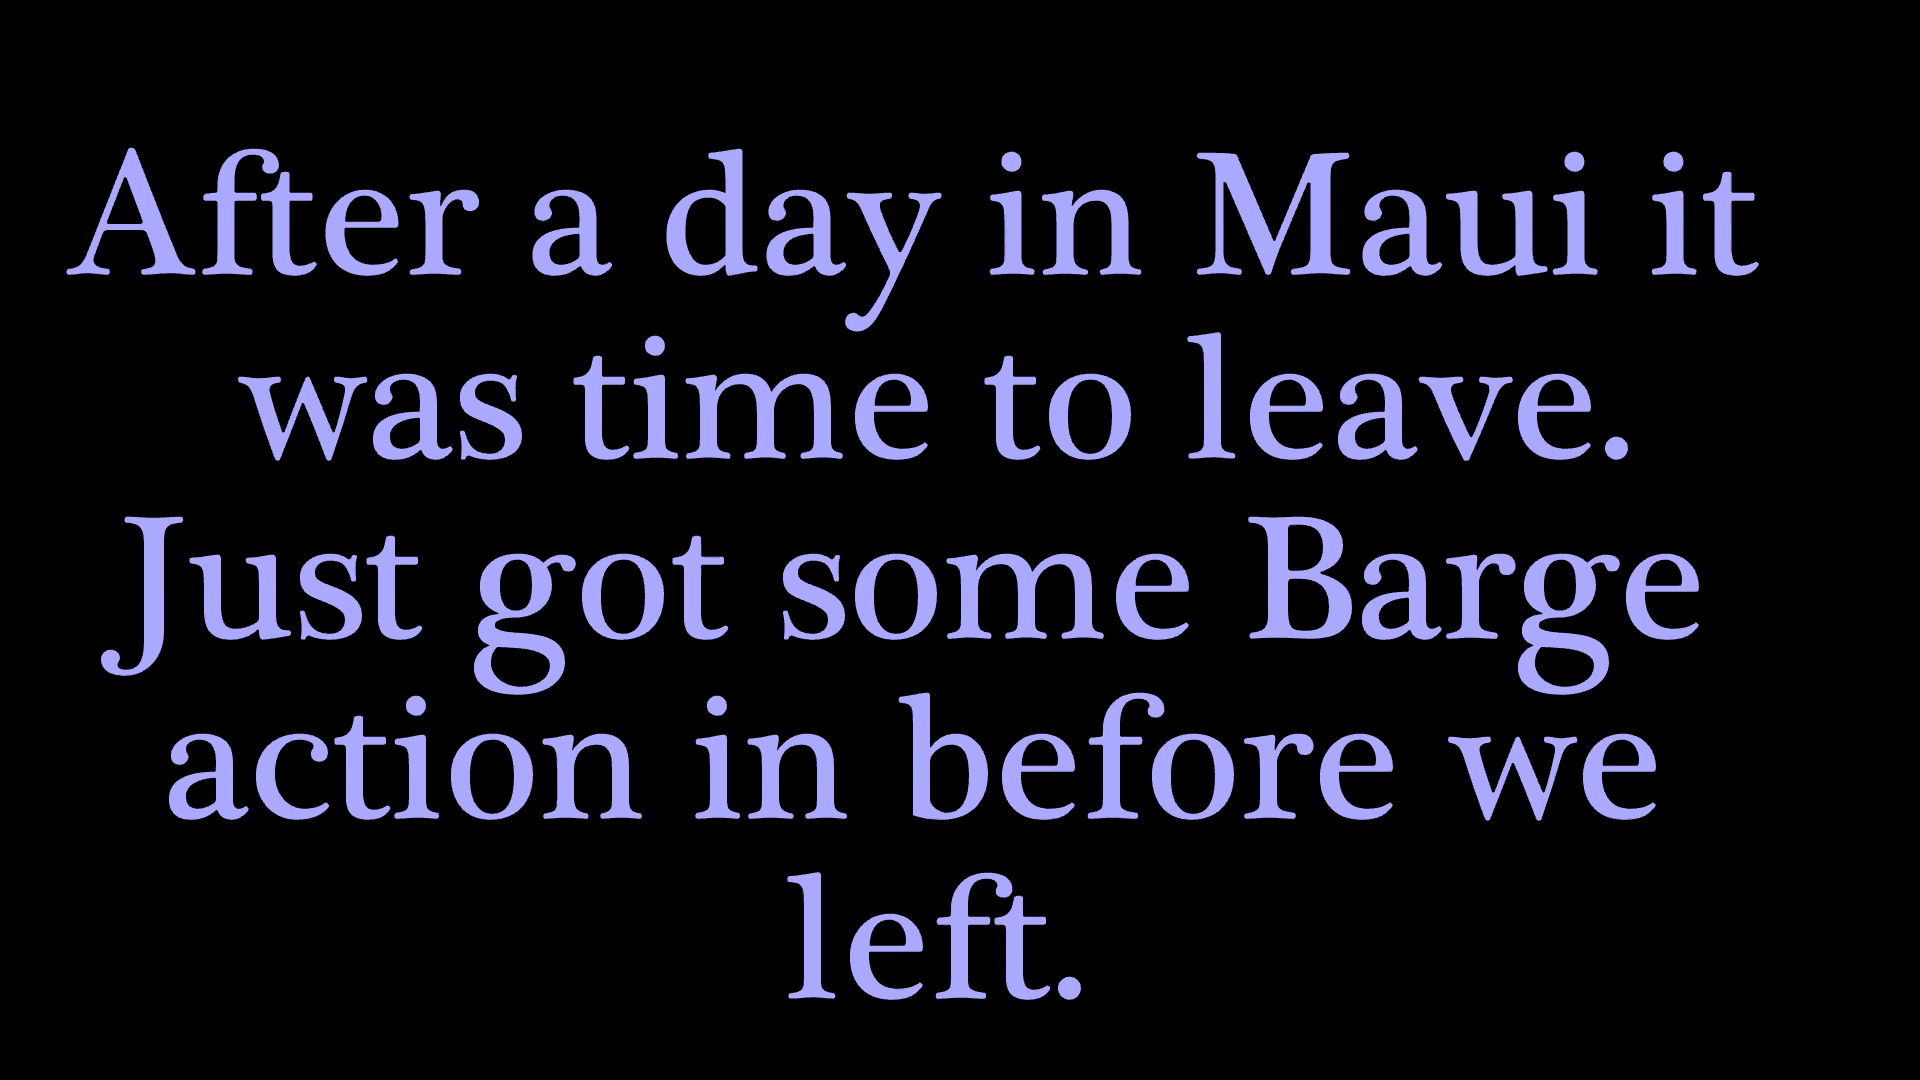 After a day in Maui it
was time to leave.
Just got some Barge
action in before we
left.